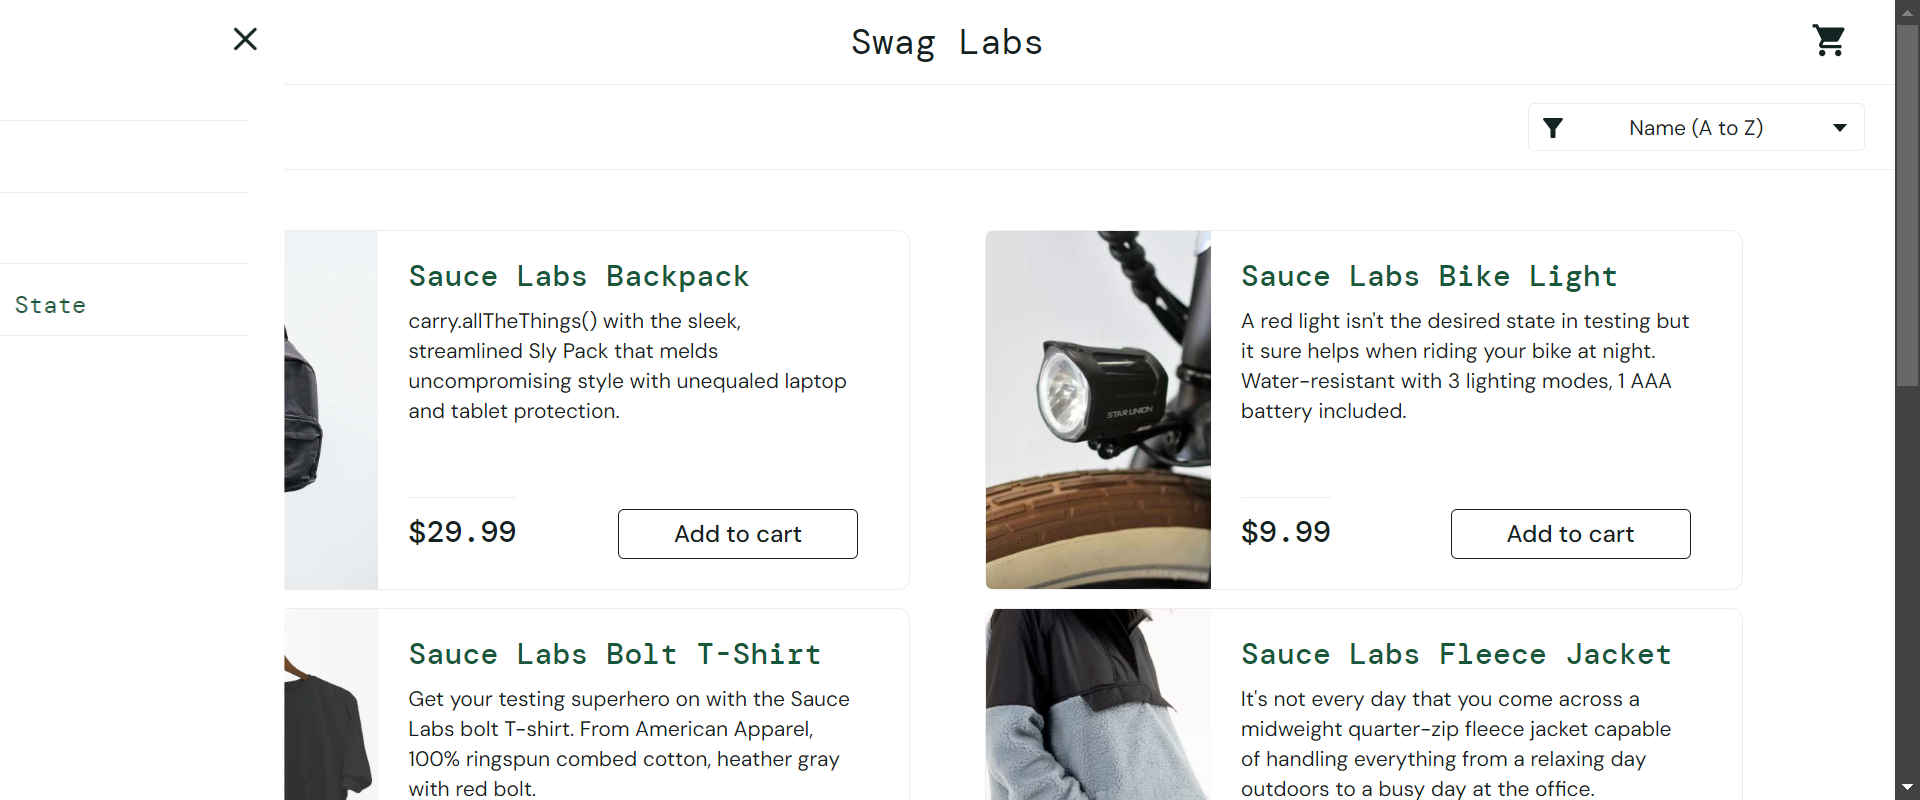 Swag Labs
Name (A to Z)
State
Sauce Labs Backpack
carry.allTheThings() with the sleek,
streamlined Sly Pack that melds
uncompromising style with unequaled laptop
and tablet protection.
$29.99
Add to cart
Sauce Labs Bike Light
A red light isn't the desired state in testing but
it sure helps when riding your bike at night.
Water-resistant with 3 lighting modes, 1 AAA
battery included.
STAR UNION
$9.99
Add to cart
Sauce Labs Bolt T-Shirt
Get your testing superhero on with the Sauce
Labs bolt T-shirt. From American Apparel,
100% ringspun combed cotton, heather gray
with red bolt.
Sauce Labs Fleece Jacket
It's not every day that you come across a
midweight quarter-zip fleece jacket capable
of handling everything from a relaxing day
outdoors to a busy day at the office.